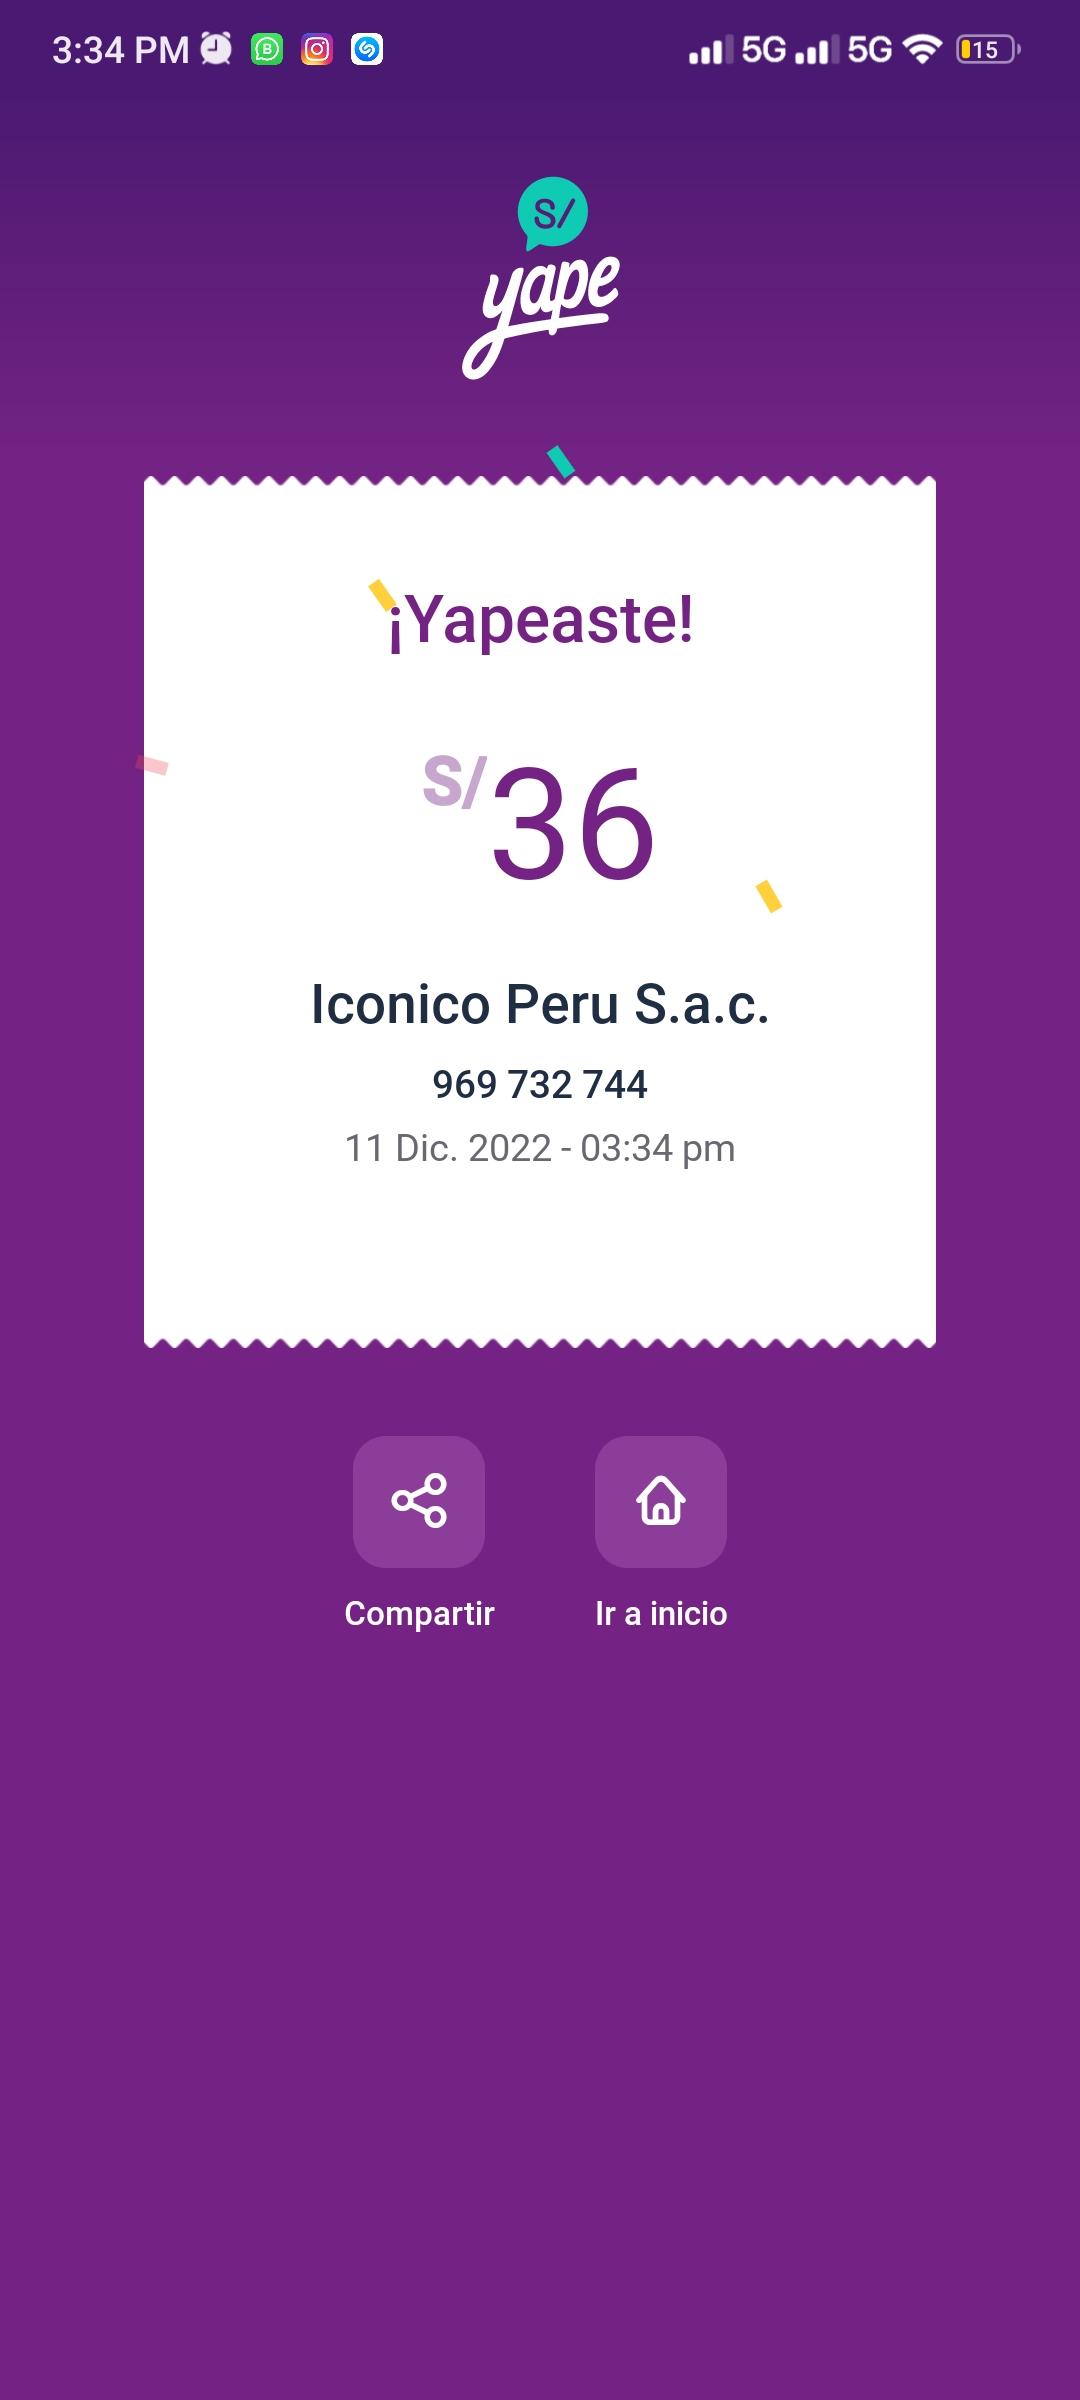 3:34 PM 5G 5G 15
S/
yape
¡Yapeaste!
S/36
Iconico Peru S.a.c.
969 732 744
11 Dic. 2022 - 03:34 pm
Compartir Ir a inicio